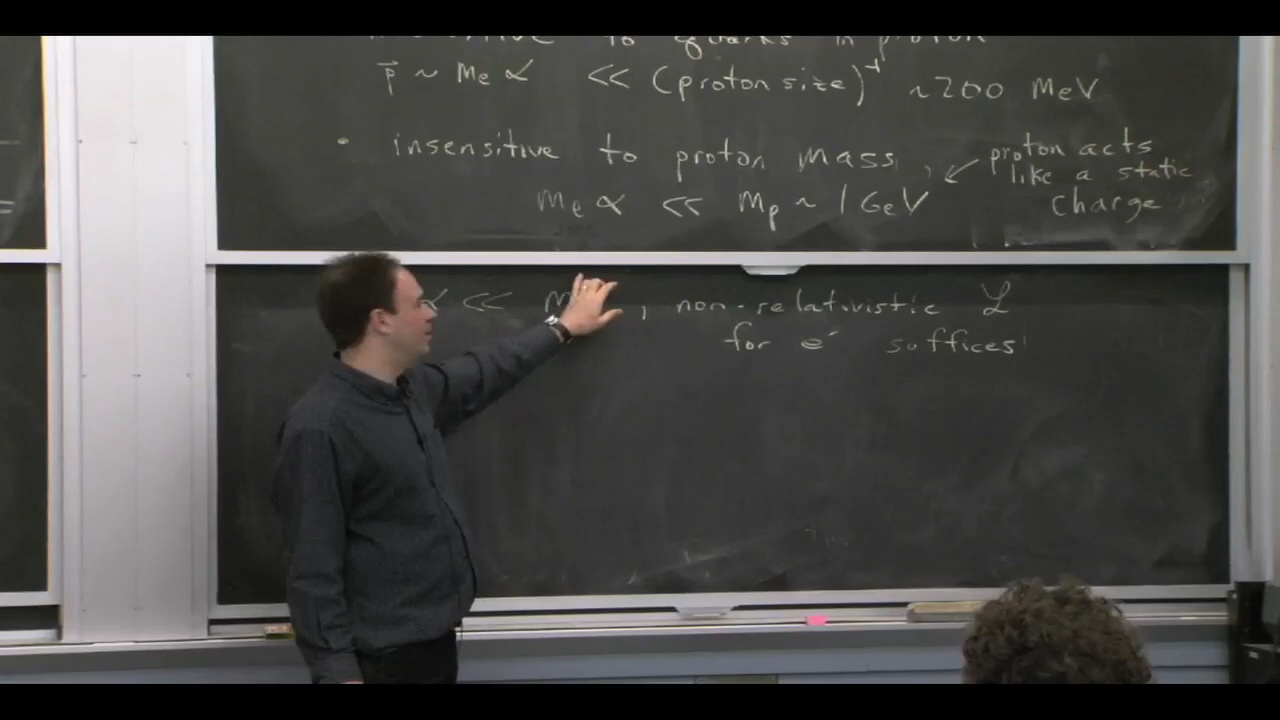 to quarks in proton
p⃗ ~ me α << (proton size)⁻¹ ~200 MeV
• insensitive to proton mass, proton acts
like a static
me α << mp ~ 1 GeV charge
α << m , non-relativistic ℒ
for e⁻ suffices